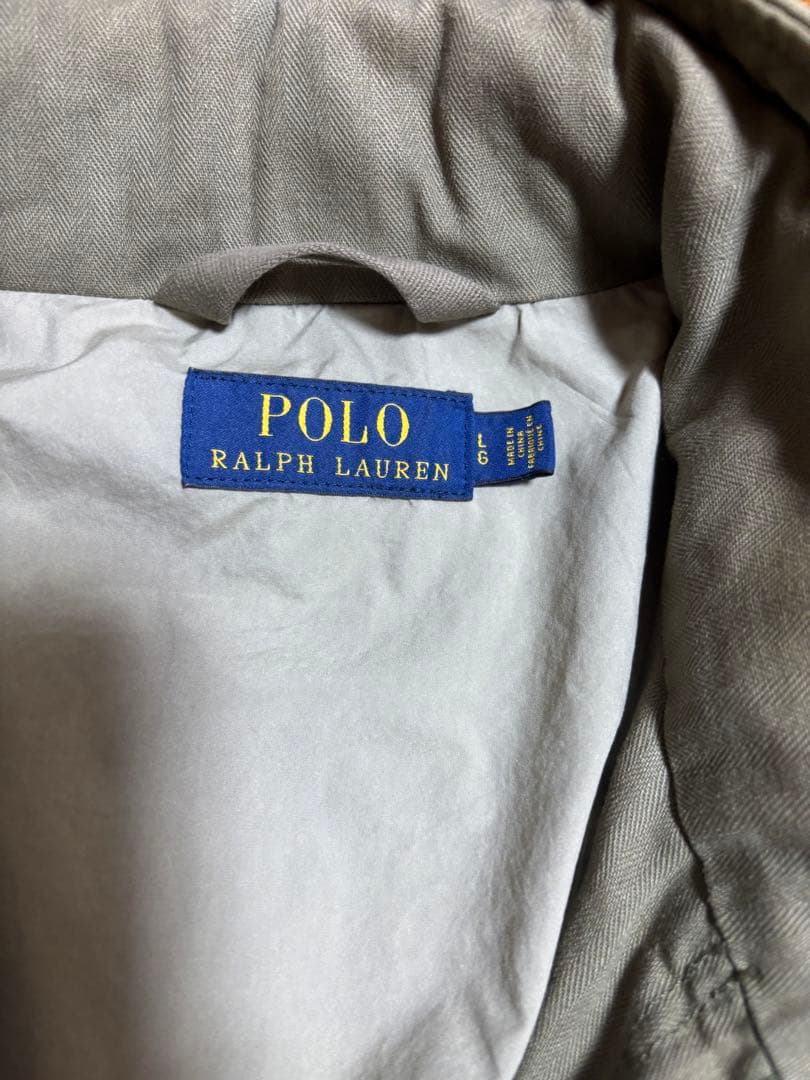 POLO
RALPH LAUREN
L
G
MADE IN
CHINA
FABRIQUÉ EN
CHINE